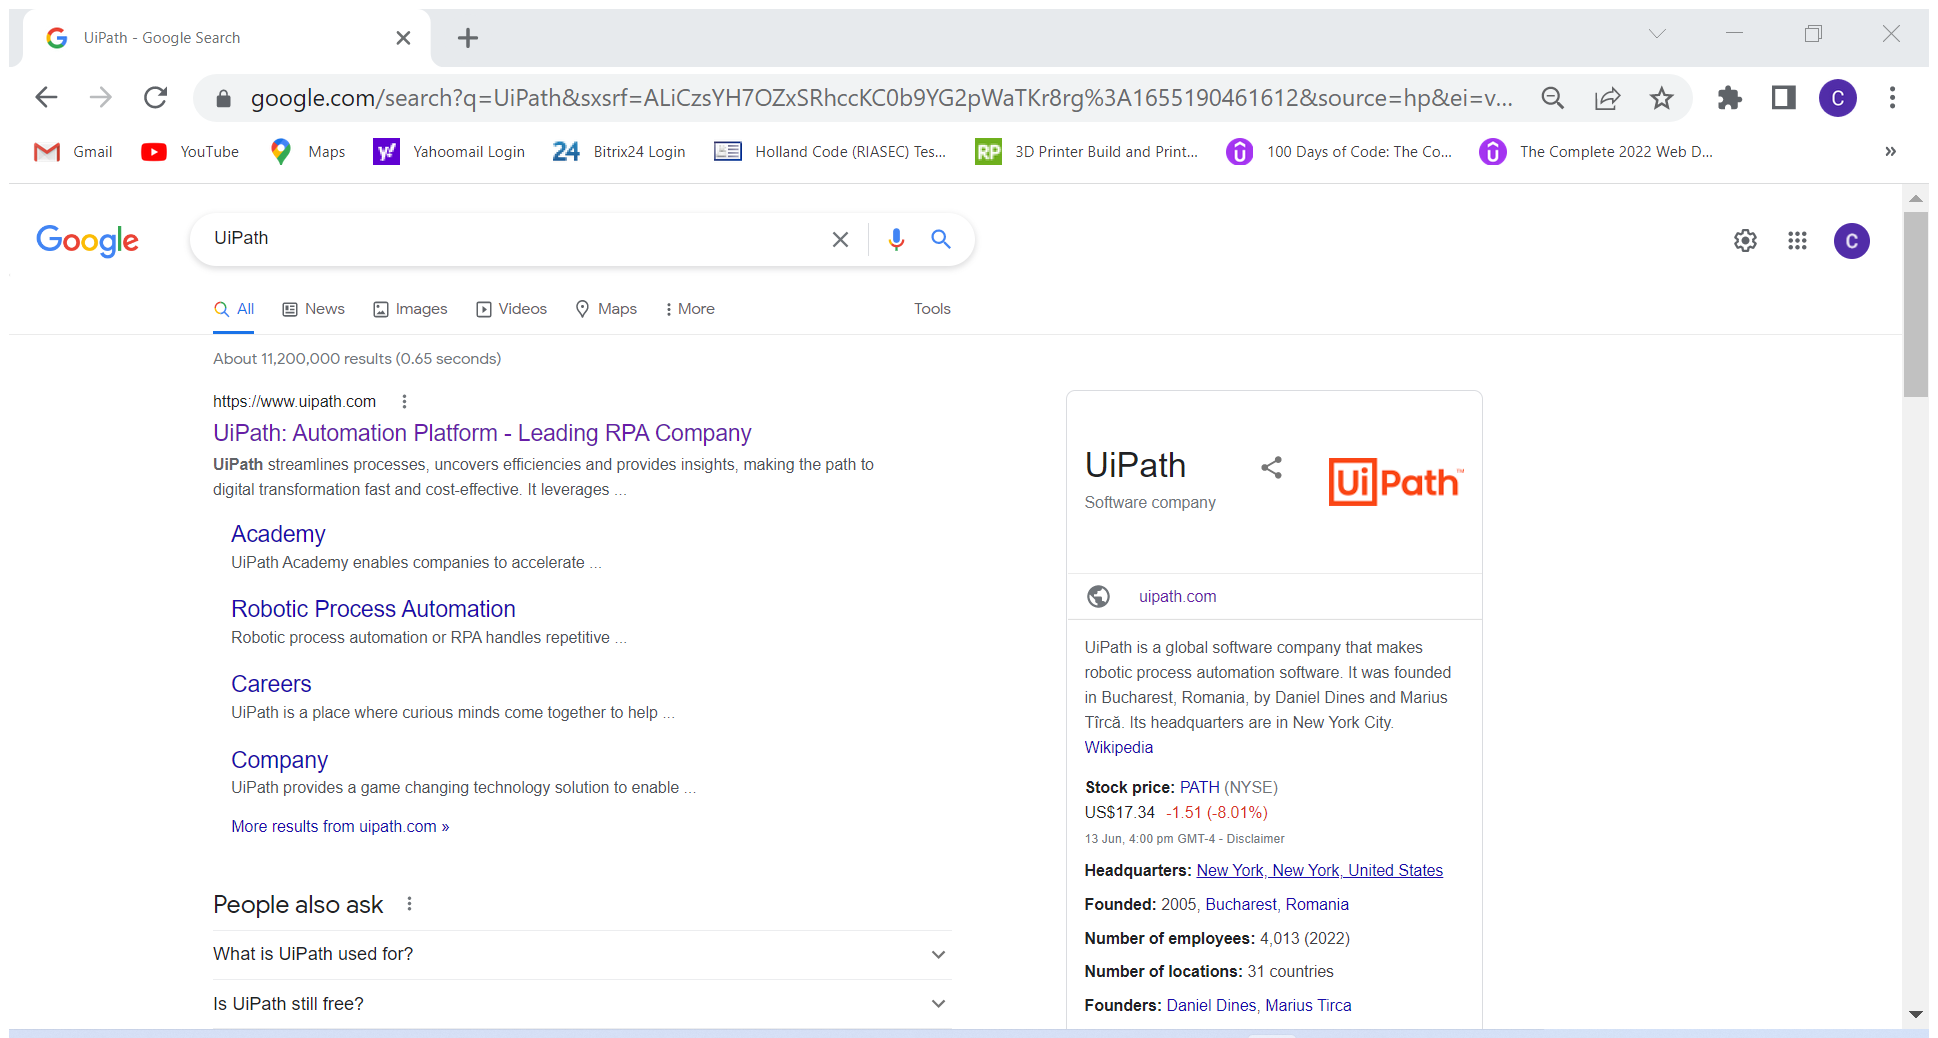 UiPath - Google Search
google.com/search?q=UiPath&sxsrf=ALiCzsYH7OZxSRhccKC0b9YG2pWaTKr8rg%3A1655190461612&source=hp&ei=v...
C
Gmail YouTube Maps Yahoomail Login 24 Bitrix24 Login Holland Code (RIASEC) Tes... RP 3D Printer Build and Print... 100 Days of Code: The Co... The Complete 2022 Web D... »
Google UiPath C
All News Images Videos Maps More Tools
About 11,200,000 results (0.65 seconds)
https://www.uipath.com
UiPath: Automation Platform - Leading RPA Company
UiPath streamlines processes, uncovers efficiencies and provides insights, making the path to
digital transformation fast and cost-effective. It leverages ...
Academy
UiPath Academy enables companies to accelerate ...
Robotic Process Automation
Robotic process automation or RPA handles repetitive ...
Careers
UiPath is a place where curious minds come together to help ...
Company
UiPath provides a game changing technology solution to enable ...
More results from uipath.com »
People also ask
What is UiPath used for?
Is UiPath still free?
UiPath
Software company
UiPath™
uipath.com
UiPath is a global software company that makes
robotic process automation software. It was founded
in Bucharest, Romania, by Daniel Dines and Marius
Tîrcă. Its headquarters are in New York City.
Wikipedia
Stock price: PATH (NYSE)
US$17.34 -1.51 (-8.01%)
13 Jun, 4:00 pm GMT-4 - Disclaimer
Headquarters: New York, New York, United States
Founded: 2005, Bucharest, Romania
Number of employees: 4,013 (2022)
Number of locations: 31 countries
Founders: Daniel Dines, Marius Tirca